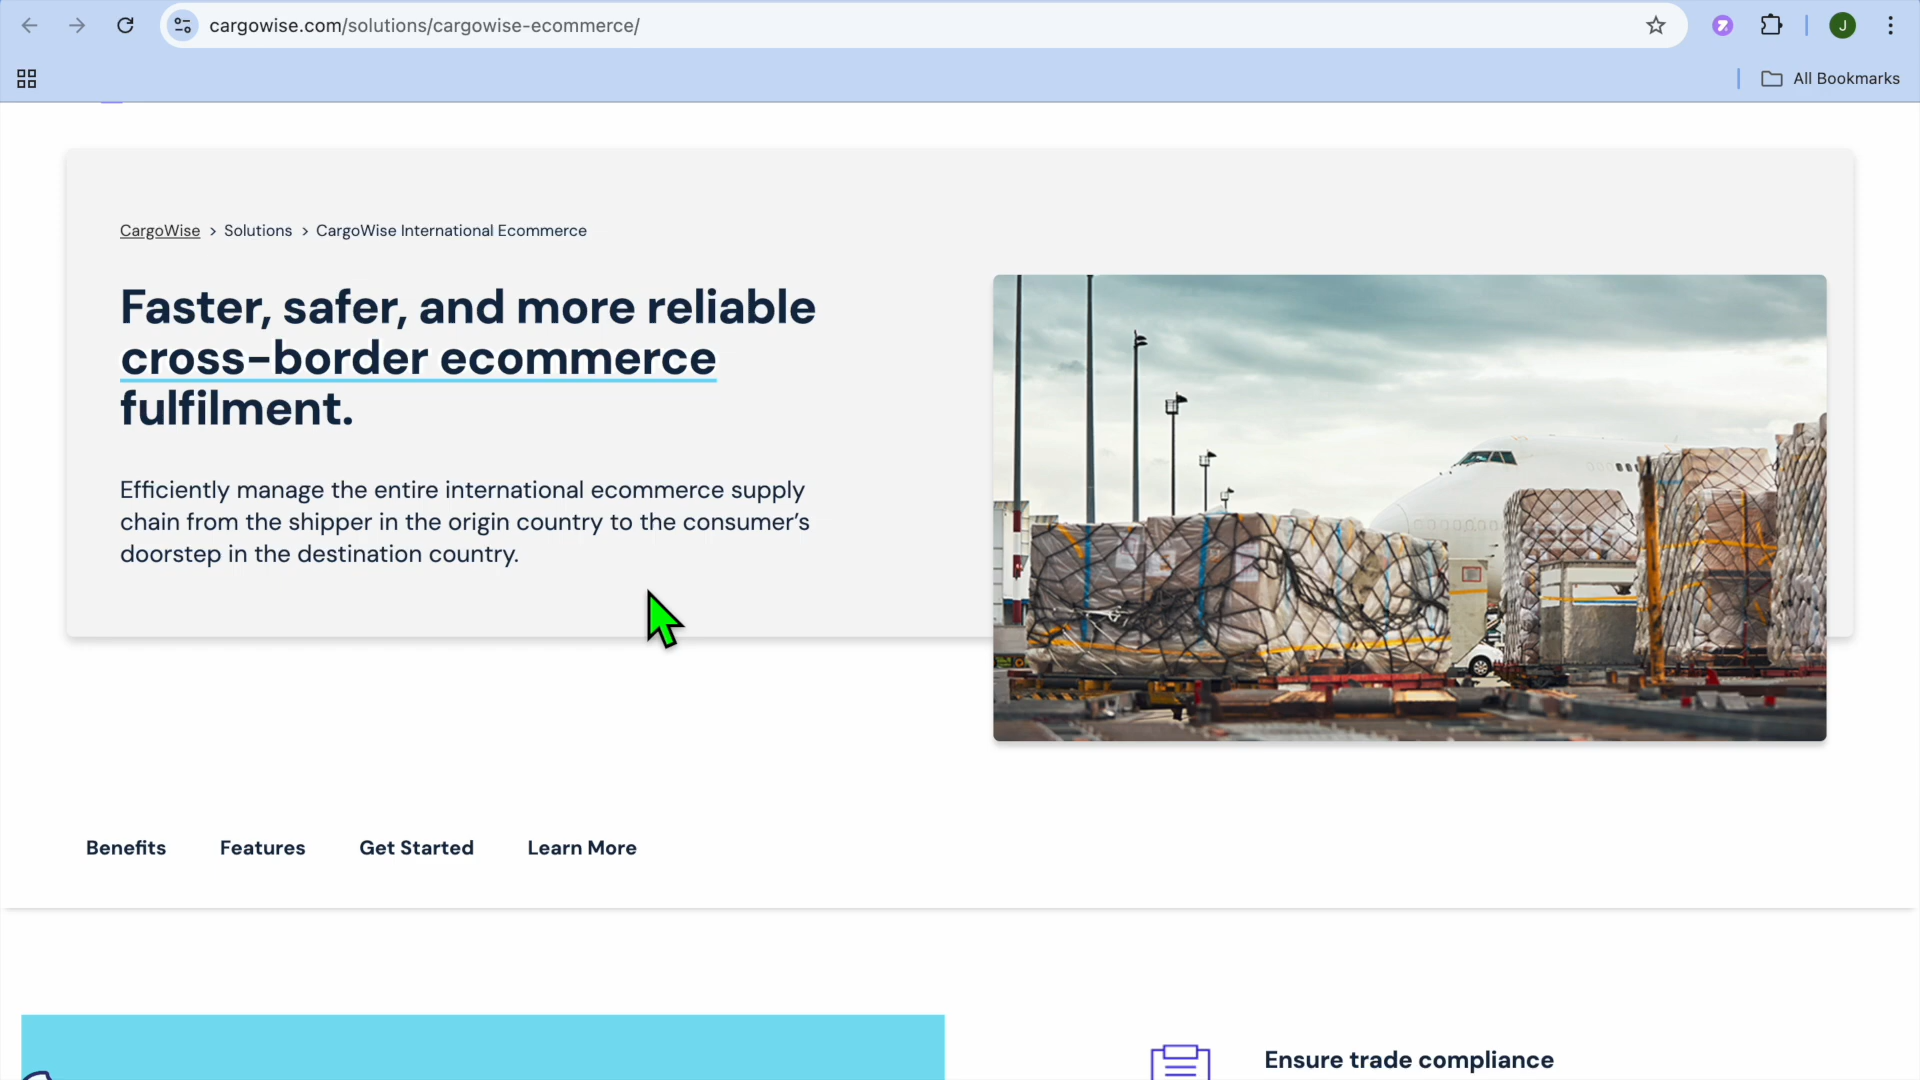 cargowise.com/solutions/cargowise-ecommerce/
J
All Bookmarks
CargoWise > Solutions > CargoWise International Ecommerce
Faster, safer, and more reliable
cross-border ecommerce
fulfilment.
Efficiently manage the entire international ecommerce supply
chain from the shipper in the origin country to the consumer’s
doorstep in the destination country.
Benefits
Features
Get Started
Learn More
Ensure trade compliance